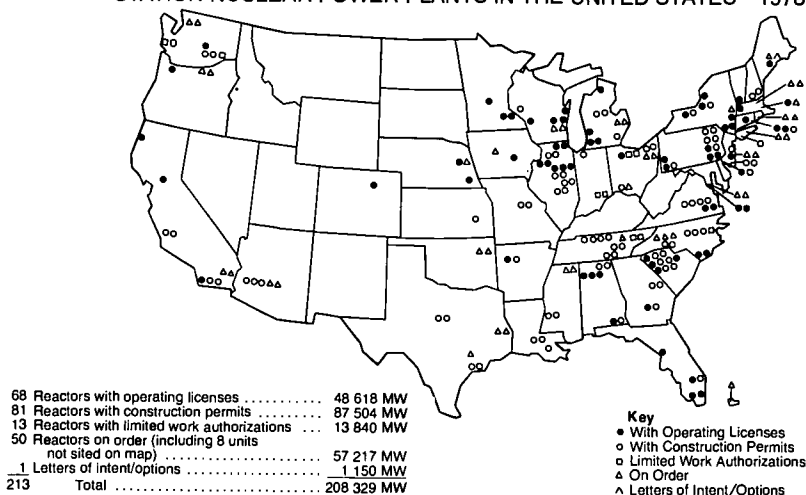 STATION NUCLEAR POWER PLANTS IN THE UNITED STATES 1978
68 Reactors with operating licenses .......... 48 618 MW
81 Reactors with construction permits ....... 87 504 MW
13 Reactors with limited work authorizations ... 13 840 MW
50 Reactors on order (including 8 units
not sited on map) ..................... 57 217 MW
1 Letters of intent/options ................ 1 150 MW
213 Total ........................... 208 329 MW
Key
● With Operating Licenses
○ With Construction Permits
□ Limited Work Authorizations
△ On Order
∧ Letters of Intent/Options